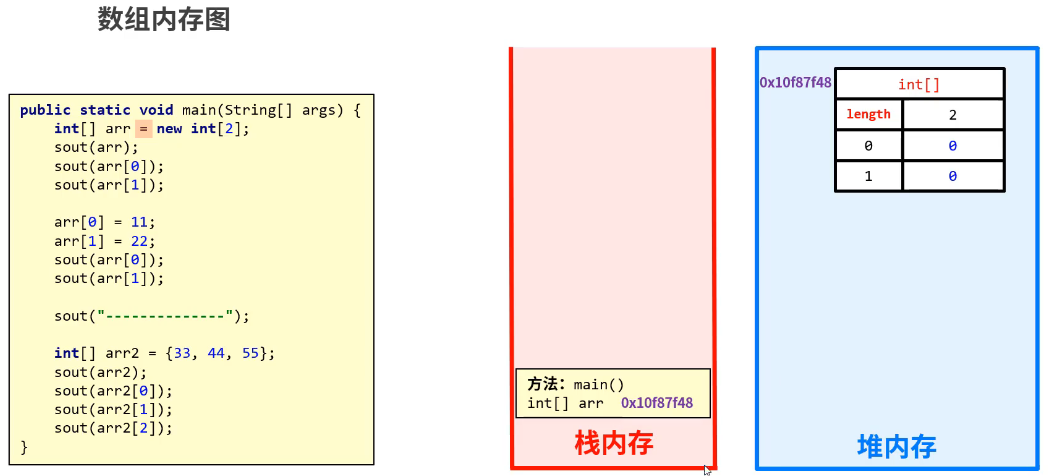 数组内存图
public static void main(String[] args) {
    int[] arr = new int[2];
    sout(arr);
    sout(arr[0]);
    sout(arr[1]);
    arr[0] = 11;
    arr[1] = 22;
    sout(arr[0]);
    sout(arr[1]);
    sout("--------------");
    int[] arr2 = {33, 44, 55};
    sout(arr2);
    sout(arr2[0]);
    sout(arr2[1]);
    sout(arr2[2]);
}
方法：main()
int[] arr 0x10f87f48
栈内存
0x10f87f48
int[]
length 2
0 0
1 0
堆内存